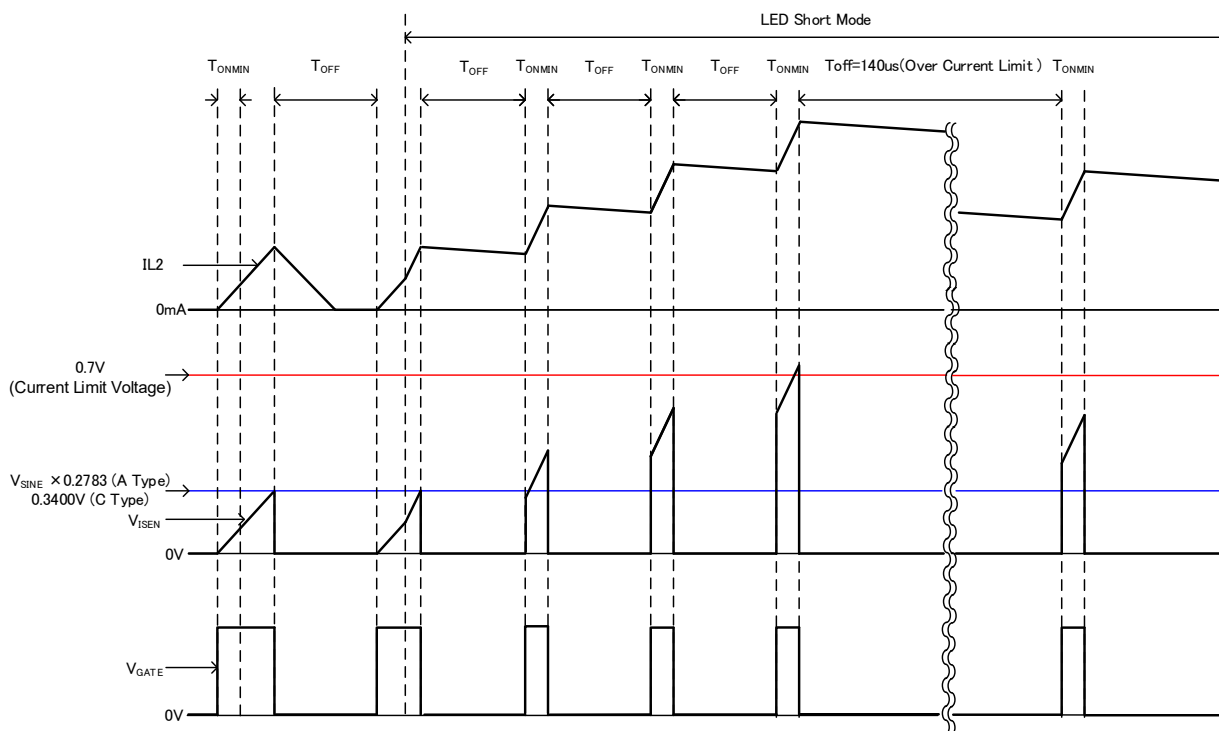 LED Short Mode
TONMIN TOFF TOFF TONMIN TOFF TONMIN TOFF TONMIN Toff=140us(Over Current Limit ) TONMIN
IL2
0mA
0.7V
(Current Limit Voltage)
VSINE ×0.2783 (A Type)
0.3400V (C Type)
VISEN
0V
VGATE
0V